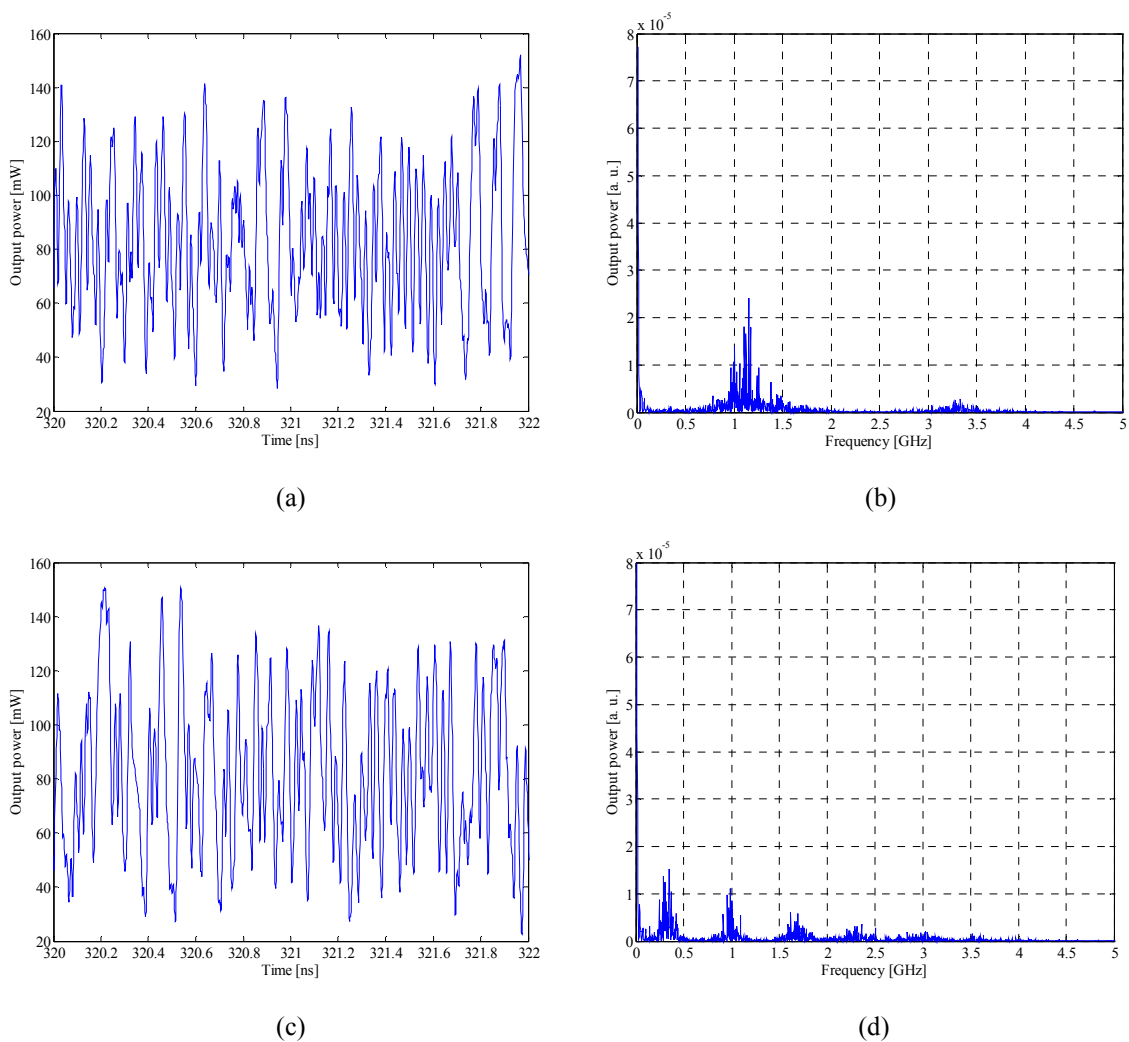 160
140
120
100
80
60
40
20
Output power [mW]
320 320.2 320.4 320.6 320.8 321 321.2 321.4 321.6 321.8 322
Time [ns]
(a)
8 x 10^-5
7
6
5
4
3
2
1
0
Output power [a. u.]
0 0.5 1 1.5 2 2.5 3 3.5 4 4.5 5
Frequency [GHz]
(b)
160
140
120
100
80
60
40
20
Output power [mW]
320 320.2 320.4 320.6 320.8 321 321.2 321.4 321.6 321.8 322
Time [ns]
(c)
8 x 10^-5
7
6
5
4
3
2
1
0
Output power [a. u.]
0 0.5 1 1.5 2 2.5 3 3.5 4 4.5 5
Frequency [GHz]
(d)